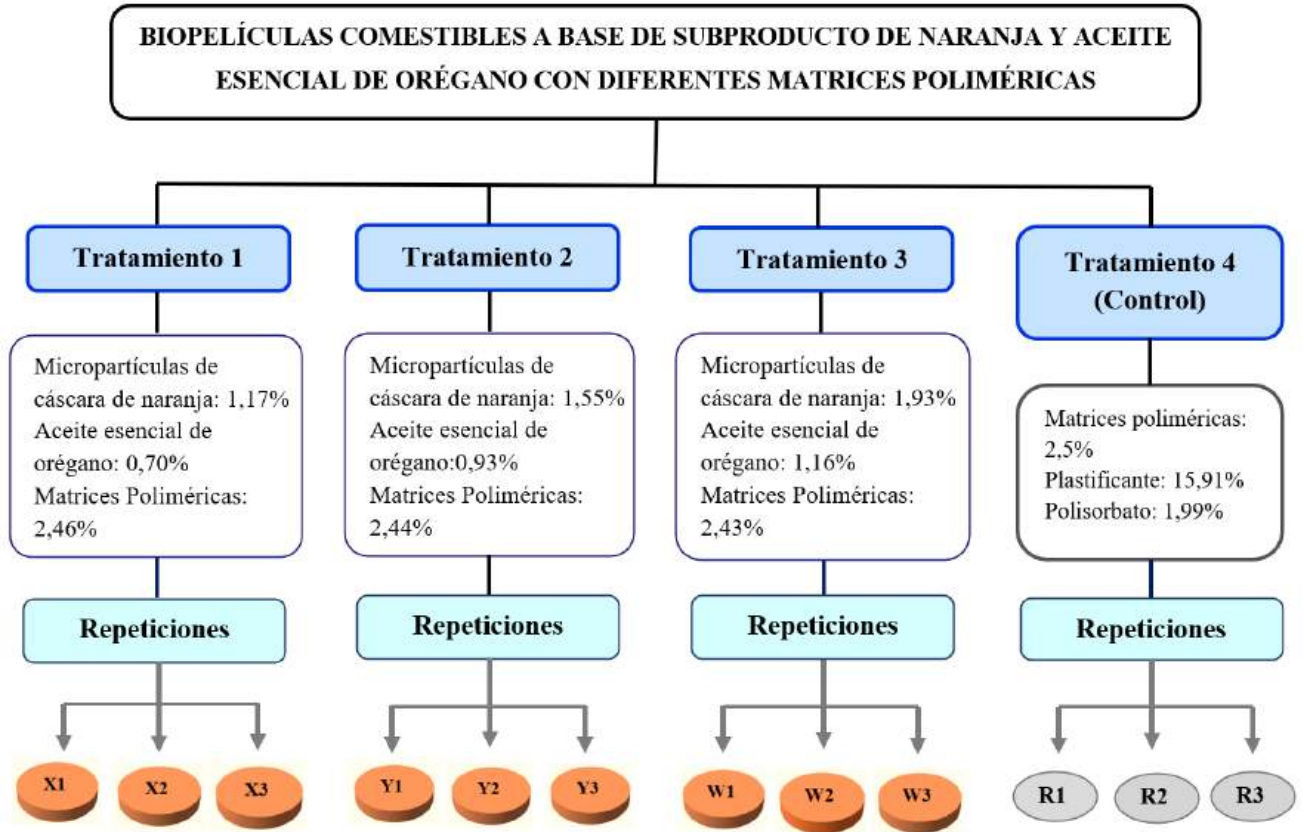 BIOPELÍCULAS COMESTIBLES A BASE DE SUBPRODUCTO DE NARANJA Y ACEITE
ESENCIAL DE ORÉGANO CON DIFERENTES MATRICES POLIMÉRICAS
Tratamiento 1
Micropartículas de
cáscara de naranja: 1,17%
Aceite esencial de
orégano: 0,70%
Matrices Poliméricas:
2,46%
Repeticiones
X1
X2
X3
Tratamiento 2
Micropartículas de
cáscara de naranja: 1,55%
Aceite esencial de
orégano:0,93%
Matrices Poliméricas:
2,44%
Repeticiones
Y1
Y2
Y3
Tratamiento 3
Micropartículas de
cáscara de naranja: 1,93%
Aceite esencial de
orégano: 1,16%
Matrices Poliméricas:
2,43%
Repeticiones
W1
W2
W3
Tratamiento 4
(Control)
Matrices poliméricas:
2,5%
Plastificante: 15,91%
Polisorbato: 1,99%
Repeticiones
R1
R2
R3